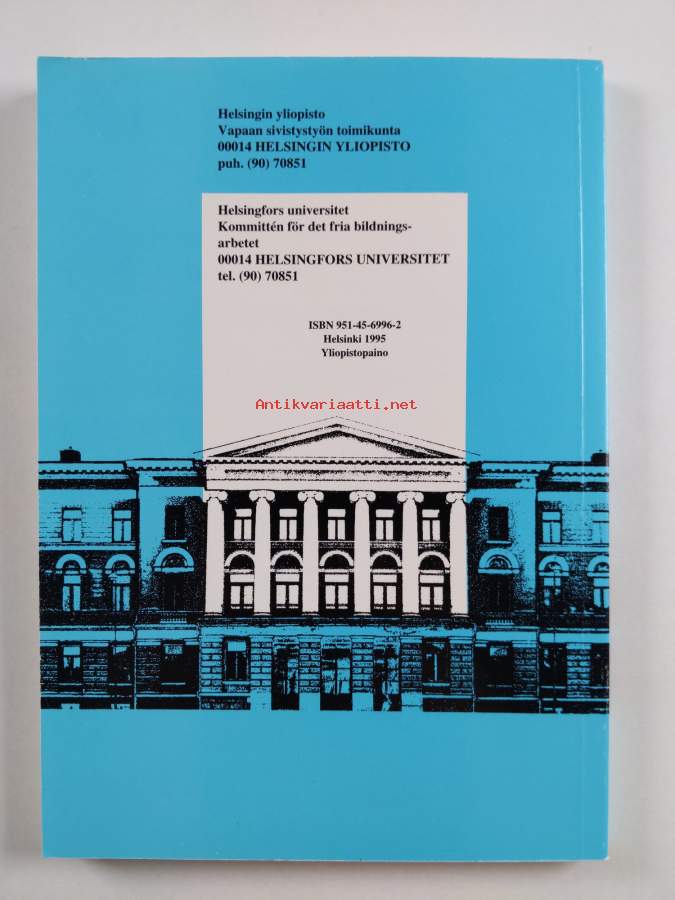 Helsingin yliopisto
Vapaan sivistystyön toimikunta
00014 HELSINGIN YLIOPISTO
puh. (90) 70851
Helsingfors universitet
Kommittén för det fria bildnings-
arbetet
00014 HELSINGFORS UNIVERSITET
tel. (90) 70851
ISBN 951-45-6996-2
Helsinki 1995
Yliopistopaino
Antikvariaatti.net